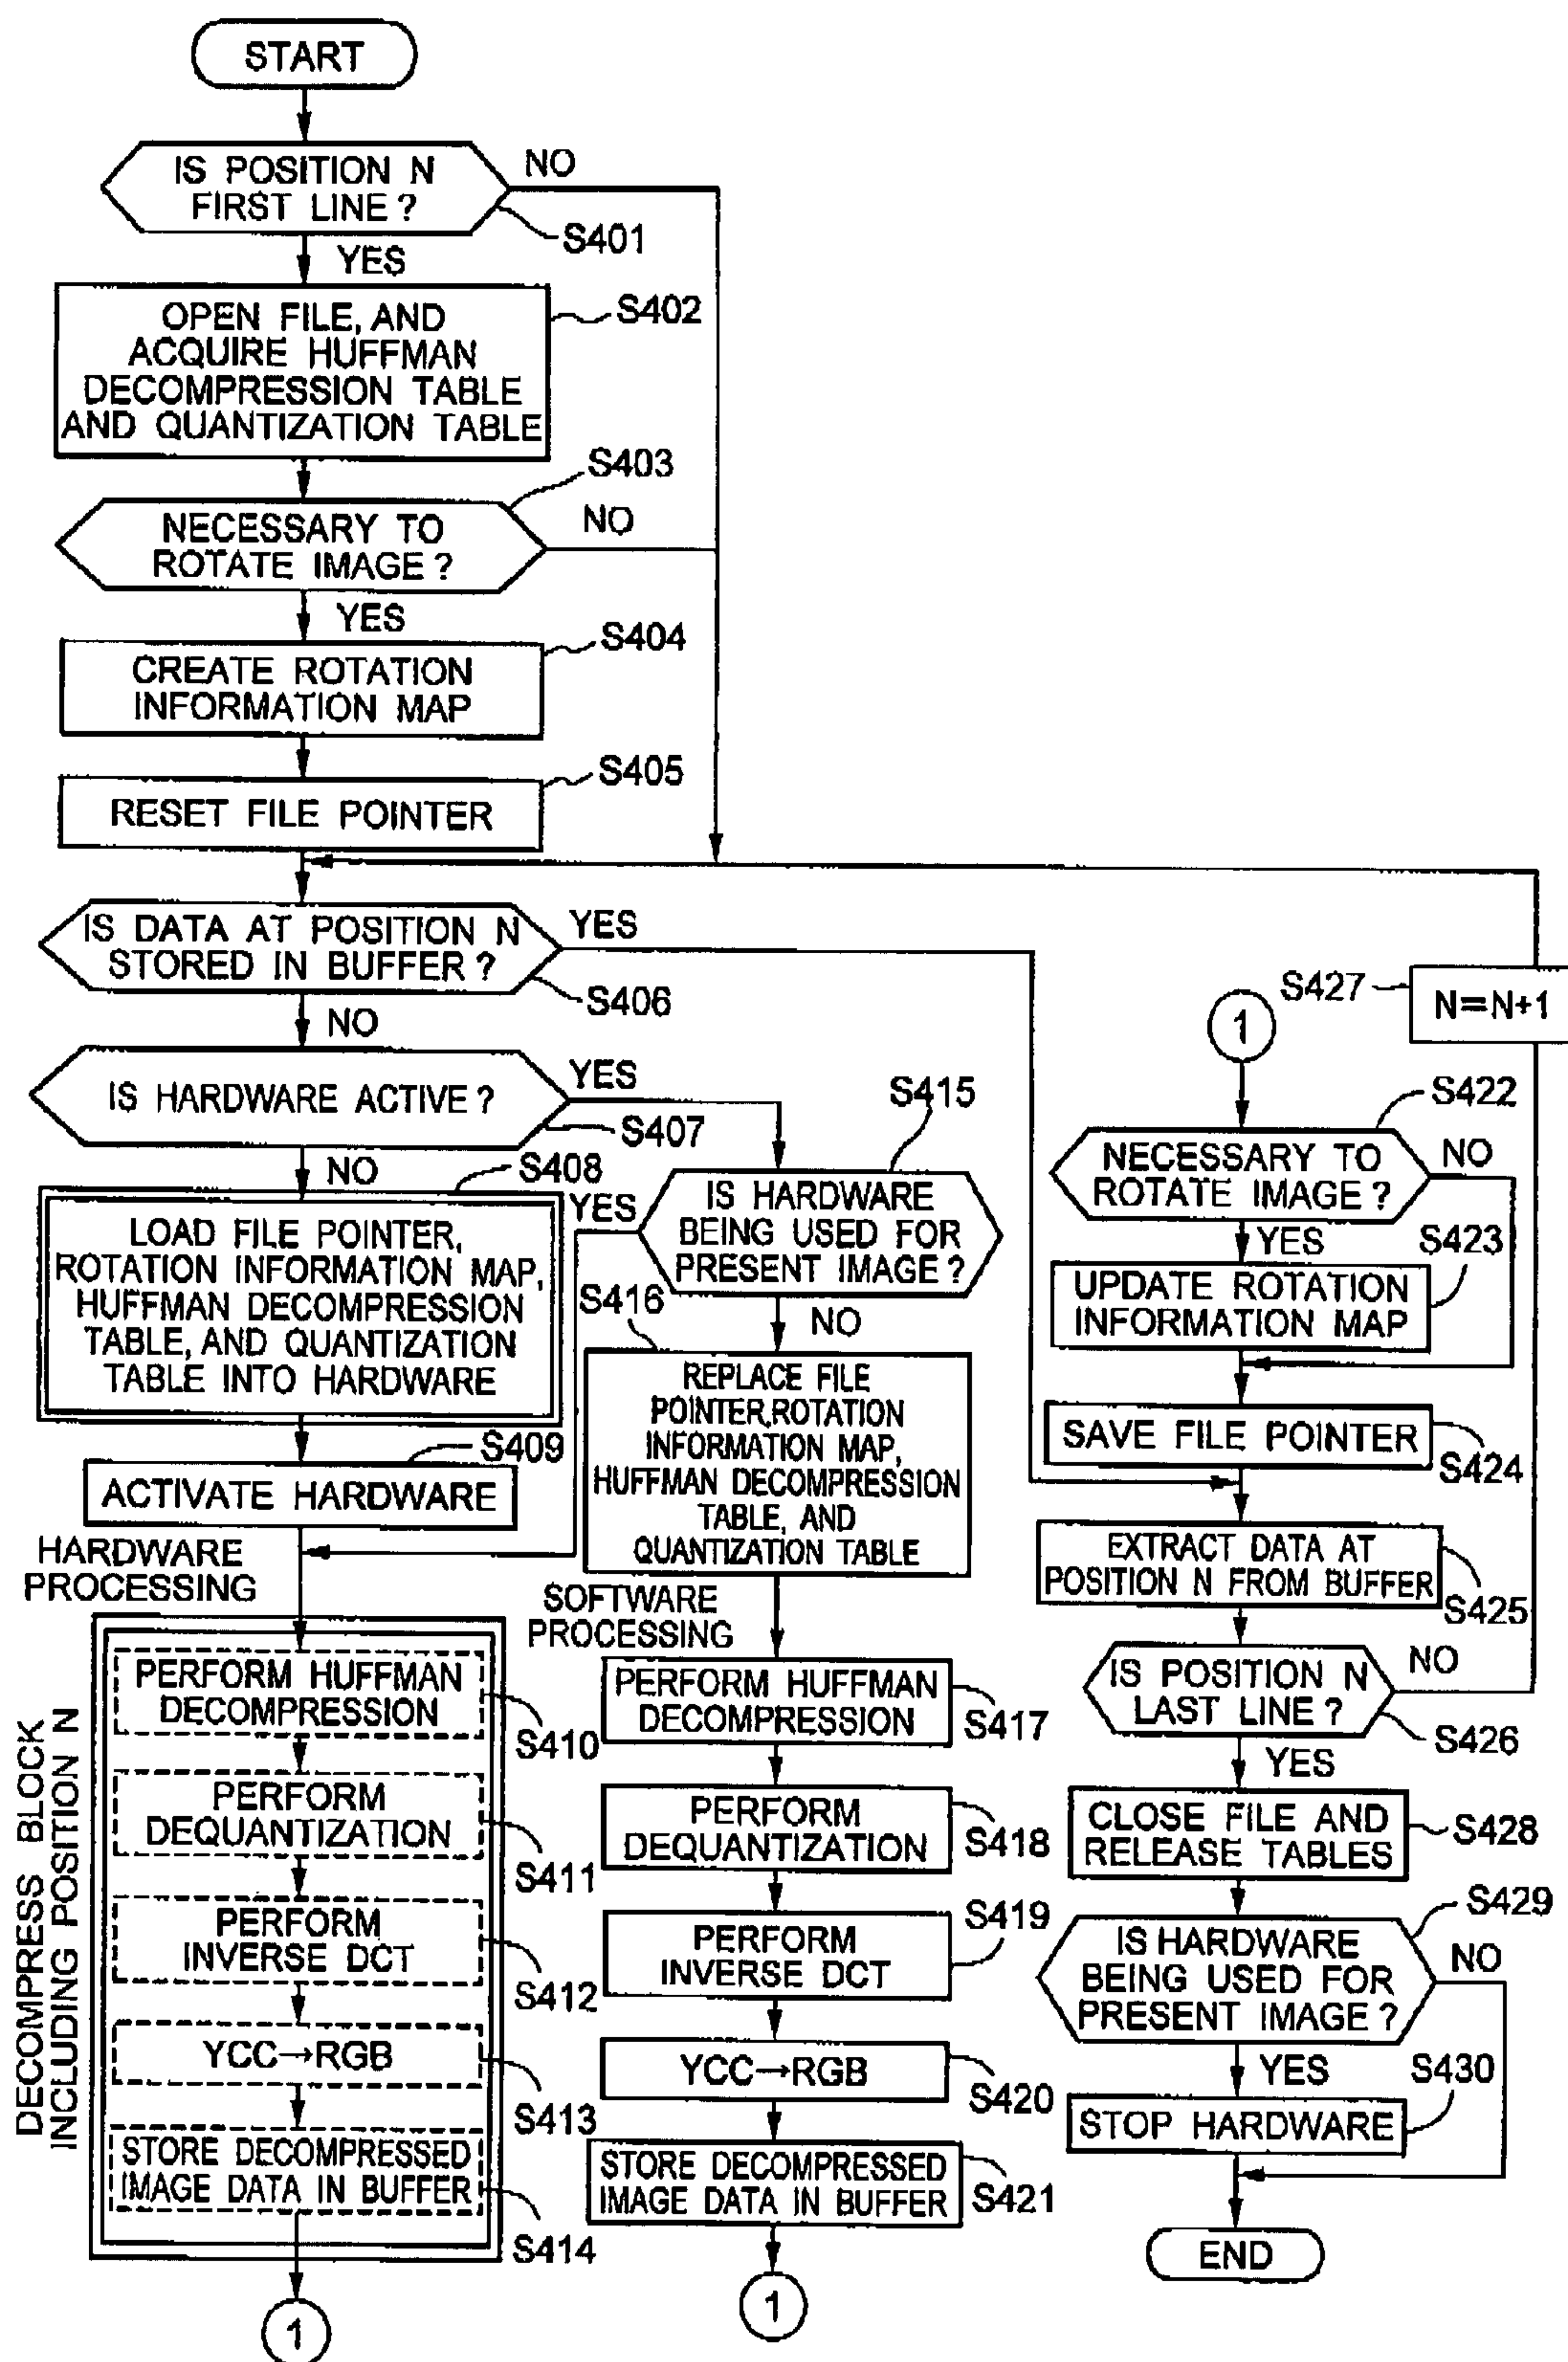 START
IS POSITION N
FIRST LINE?
NO
S401
YES
OPEN FILE, AND
ACQUIRE HUFFMAN
DECOMPRESSION TABLE
AND QUANTIZATION TABLE
S402
S403
NECESSARY TO
ROTATE IMAGE?
NO
YES
S404
CREATE ROTATION
INFORMATION MAP
S405
RESET FILE POINTER
IS DATA AT POSITION N
STORED IN BUFFER?
YES
S406
NO
IS HARDWARE ACTIVE?
YES
S407
NO
S408
LOAD FILE POINTER,
ROTATION INFORMATION MAP,
HUFFMAN DECOMPRESSION
TABLE, AND QUANTIZATION
TABLE INTO HARDWARE
S409
ACTIVATE HARDWARE
HARDWARE
PROCESSING
DECOMPRESS BLOCK
INCLUDING POSITION N
PERFORM HUFFMAN
DECOMPRESSION
S410
PERFORM
DEQUANTIZATION
S411
PERFORM
INVERSE DCT
S412
YCC→RGB
S413
STORE DECOMPRESSED
IMAGE DATA IN BUFFER
S414
1
S415
IS HARDWARE
BEING USED FOR
PRESENT IMAGE?
YES
NO
S416
REPLACE FILE
POINTER,ROTATION
INFORMATION MAP,
HUFFMAN DECOMPRESSION
TABLE, AND
QUANTIZATION TABLE
SOFTWARE
PROCESSING
PERFORM HUFFMAN
DECOMPRESSION
S417
PERFORM
DEQUANTIZATION
S418
PERFORM
INVERSE DCT
S419
YCC→RGB
S420
STORE DECOMPRESSED
IMAGE DATA IN BUFFER
S421
1
S427
N=N+1
1
S422
NECESSARY TO
ROTATE IMAGE?
NO
YES
S423
UPDATE ROTATION
INFORMATION MAP
SAVE FILE POINTER
S424
EXTRACT DATA AT
POSITION N FROM BUFFER
S425
IS POSITION N
LAST LINE?
NO
S426
YES
CLOSE FILE AND
RELEASE TABLES
S428
S429
IS HARDWARE
BEING USED FOR
PRESENT IMAGE?
NO
YES
S430
STOP HARDWARE
END